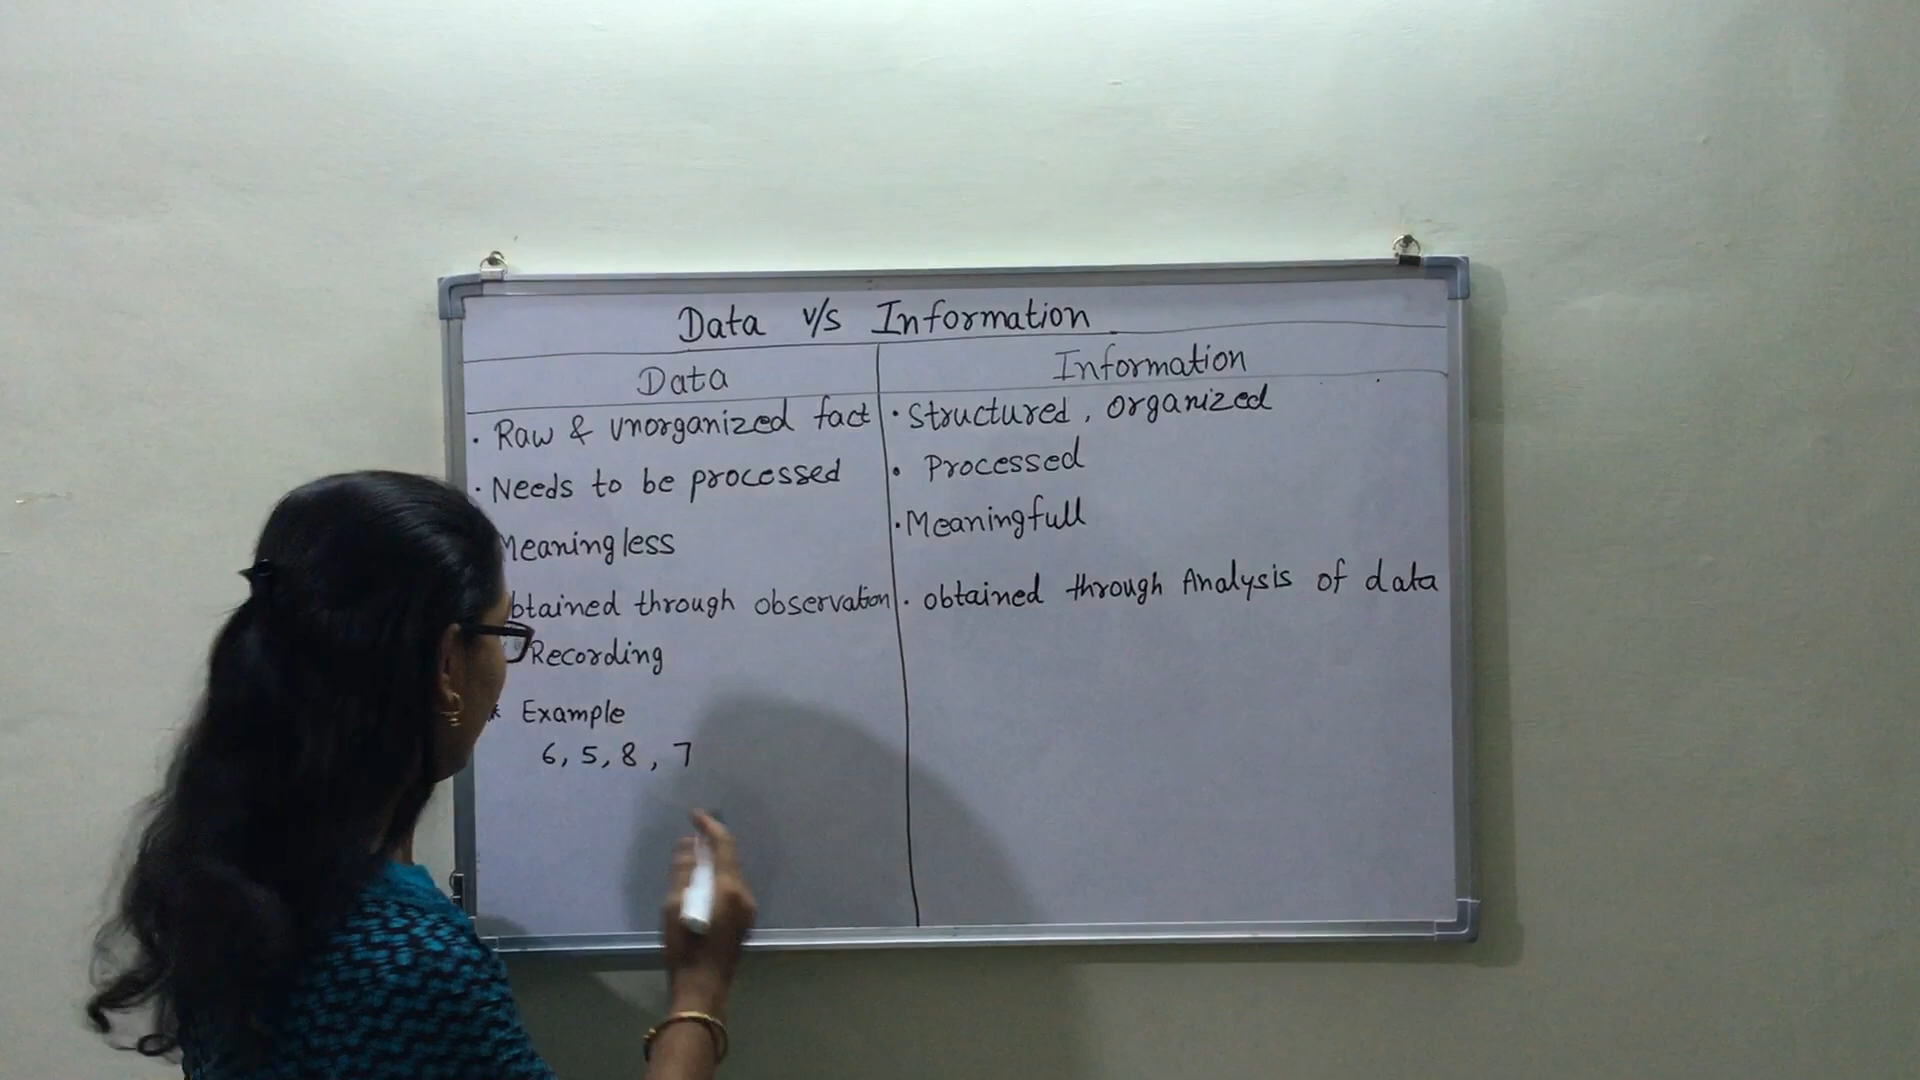 Data v/s Information
Data
Information
• Raw & unorganized fact
• Needs to be processed
Meaningless
btained through observation
Recording
* Example
6, 5, 8, 7
• Structured, Organized
• Processed
• Meaningfull
• obtained through Analysis of data